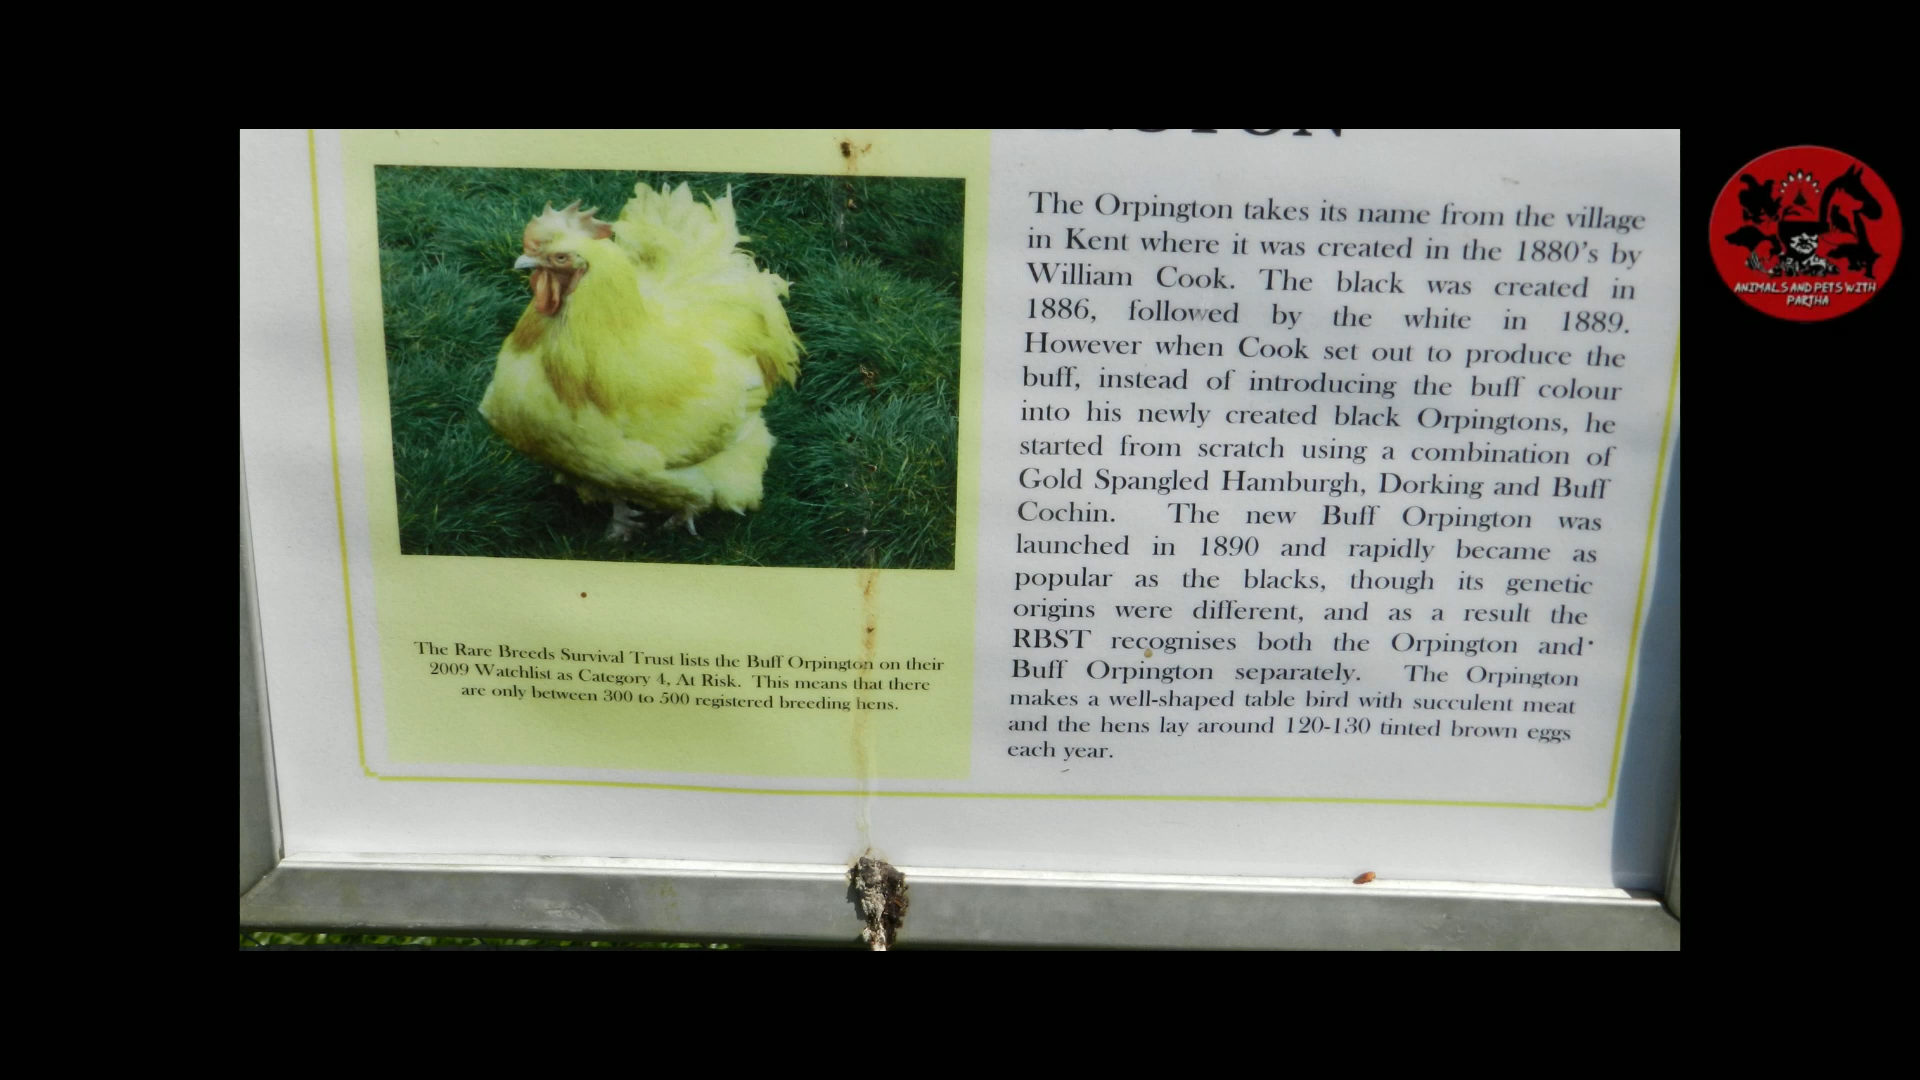 The Orpington takes its name from the village
in Kent where it was created in the 1880's by
William Cook. The black was created in
1886, followed by the white in 1889.
However when Cook set out to produce the
buff, instead of introducing the buff colour
into his newly created black Orpingtons, he
started from scratch using a combination of
Gold Spangled Hamburgh, Dorking and Buff
Cochin. The new Buff Orpington was
launched in 1890 and rapidly became as
popular as the blacks, though its genetic
origins were different, and as a result the
RBST recognises both the Orpington and
Buff Orpington separately. The Orpington
makes a well-shaped table bird with succulent meat
and the hens lay around 120-130 tinted brown eggs
each year.
The Rare Breeds Survival Trust lists the Buff Orpington on their
2009 Watchlist as Category 4, At Risk. This means that there
are only between 300 to 500 registered breeding hens.
ANIMALS AND PETS WITH
PARTHA